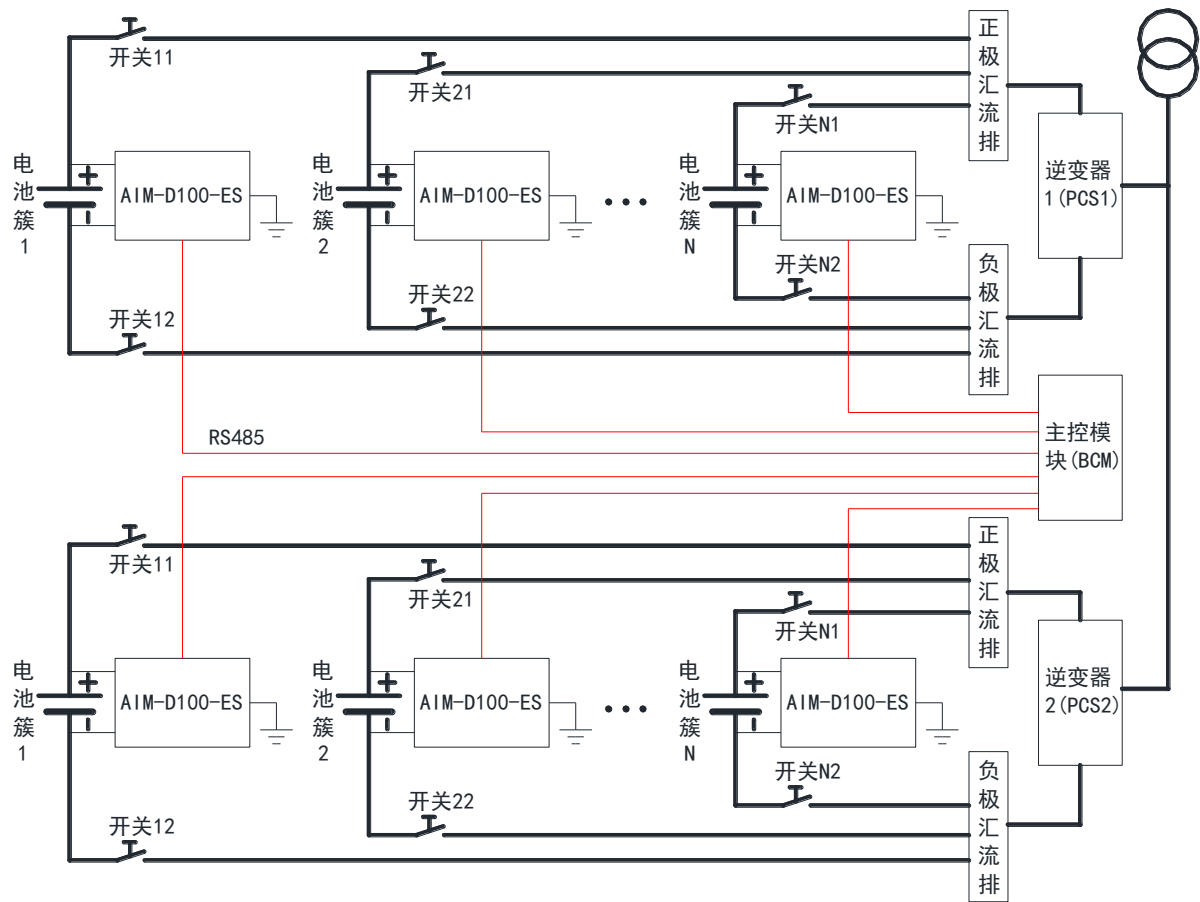 开关11
开关21
开关N1
正极汇流排
电池簇1
+
-
AIM-D100-ES
电池簇2
+
-
AIM-D100-ES
•••
电池簇N
+
-
AIM-D100-ES
逆变器
1(PCS1)
开关12
开关22
开关N2
负极汇流排
RS485
主控模
块(BCM)
开关11
开关21
开关N1
正极汇流排
电池簇1
+
-
AIM-D100-ES
电池簇2
+
-
AIM-D100-ES
•••
电池簇N
+
-
AIM-D100-ES
逆变器
2(PCS2)
开关12
开关22
开关N2
负极汇流排